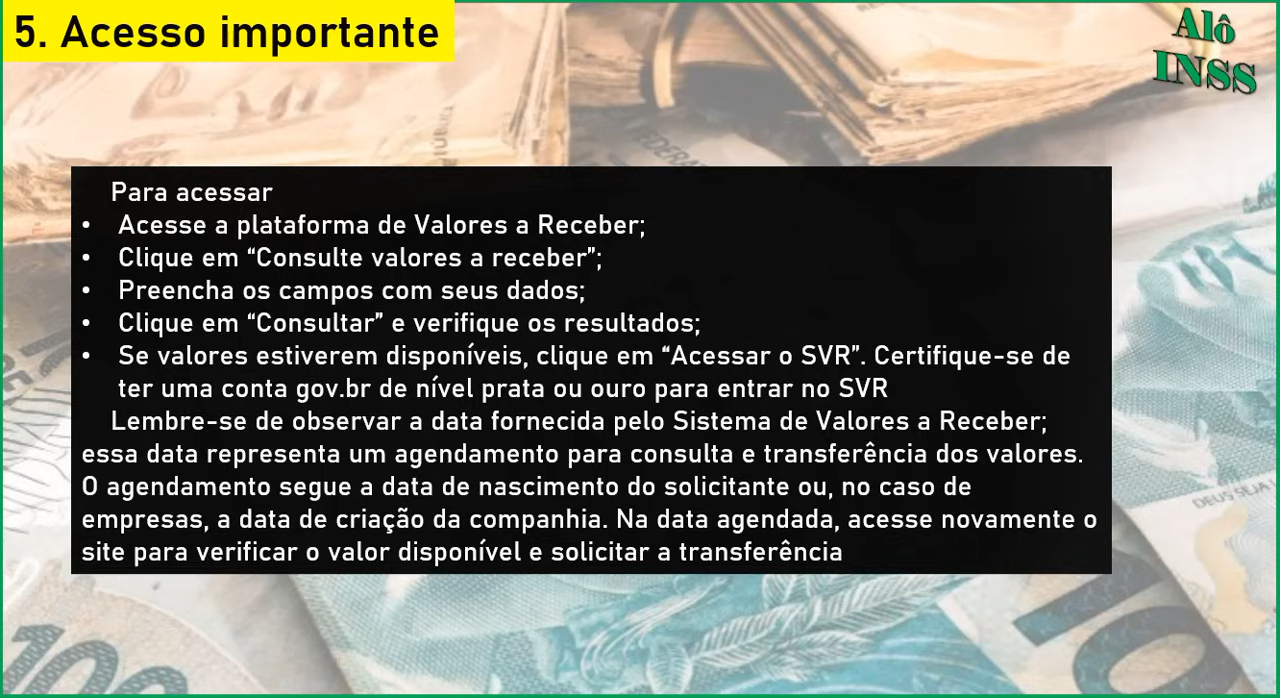 5. Acesso importante
Alô
INSS
Para acessar
• Acesse a plataforma de Valores a Receber;
• Clique em “Consulte valores a receber”;
• Preencha os campos com seus dados;
• Clique em “Consultar” e verifique os resultados;
• Se valores estiverem disponíveis, clique em “Acessar o SVR”. Certifique-se de
ter uma conta gov.br de nível prata ou ouro para entrar no SVR
Lembre-se de observar a data fornecida pelo Sistema de Valores a Receber;
essa data representa um agendamento para consulta e transferência dos valores.
O agendamento segue a data de nascimento do solicitante ou, no caso de
empresas, a data de criação da companhia. Na data agendada, acesse novamente o
site para verificar o valor disponível e solicitar a transferência
DEUS SEJA
100
10